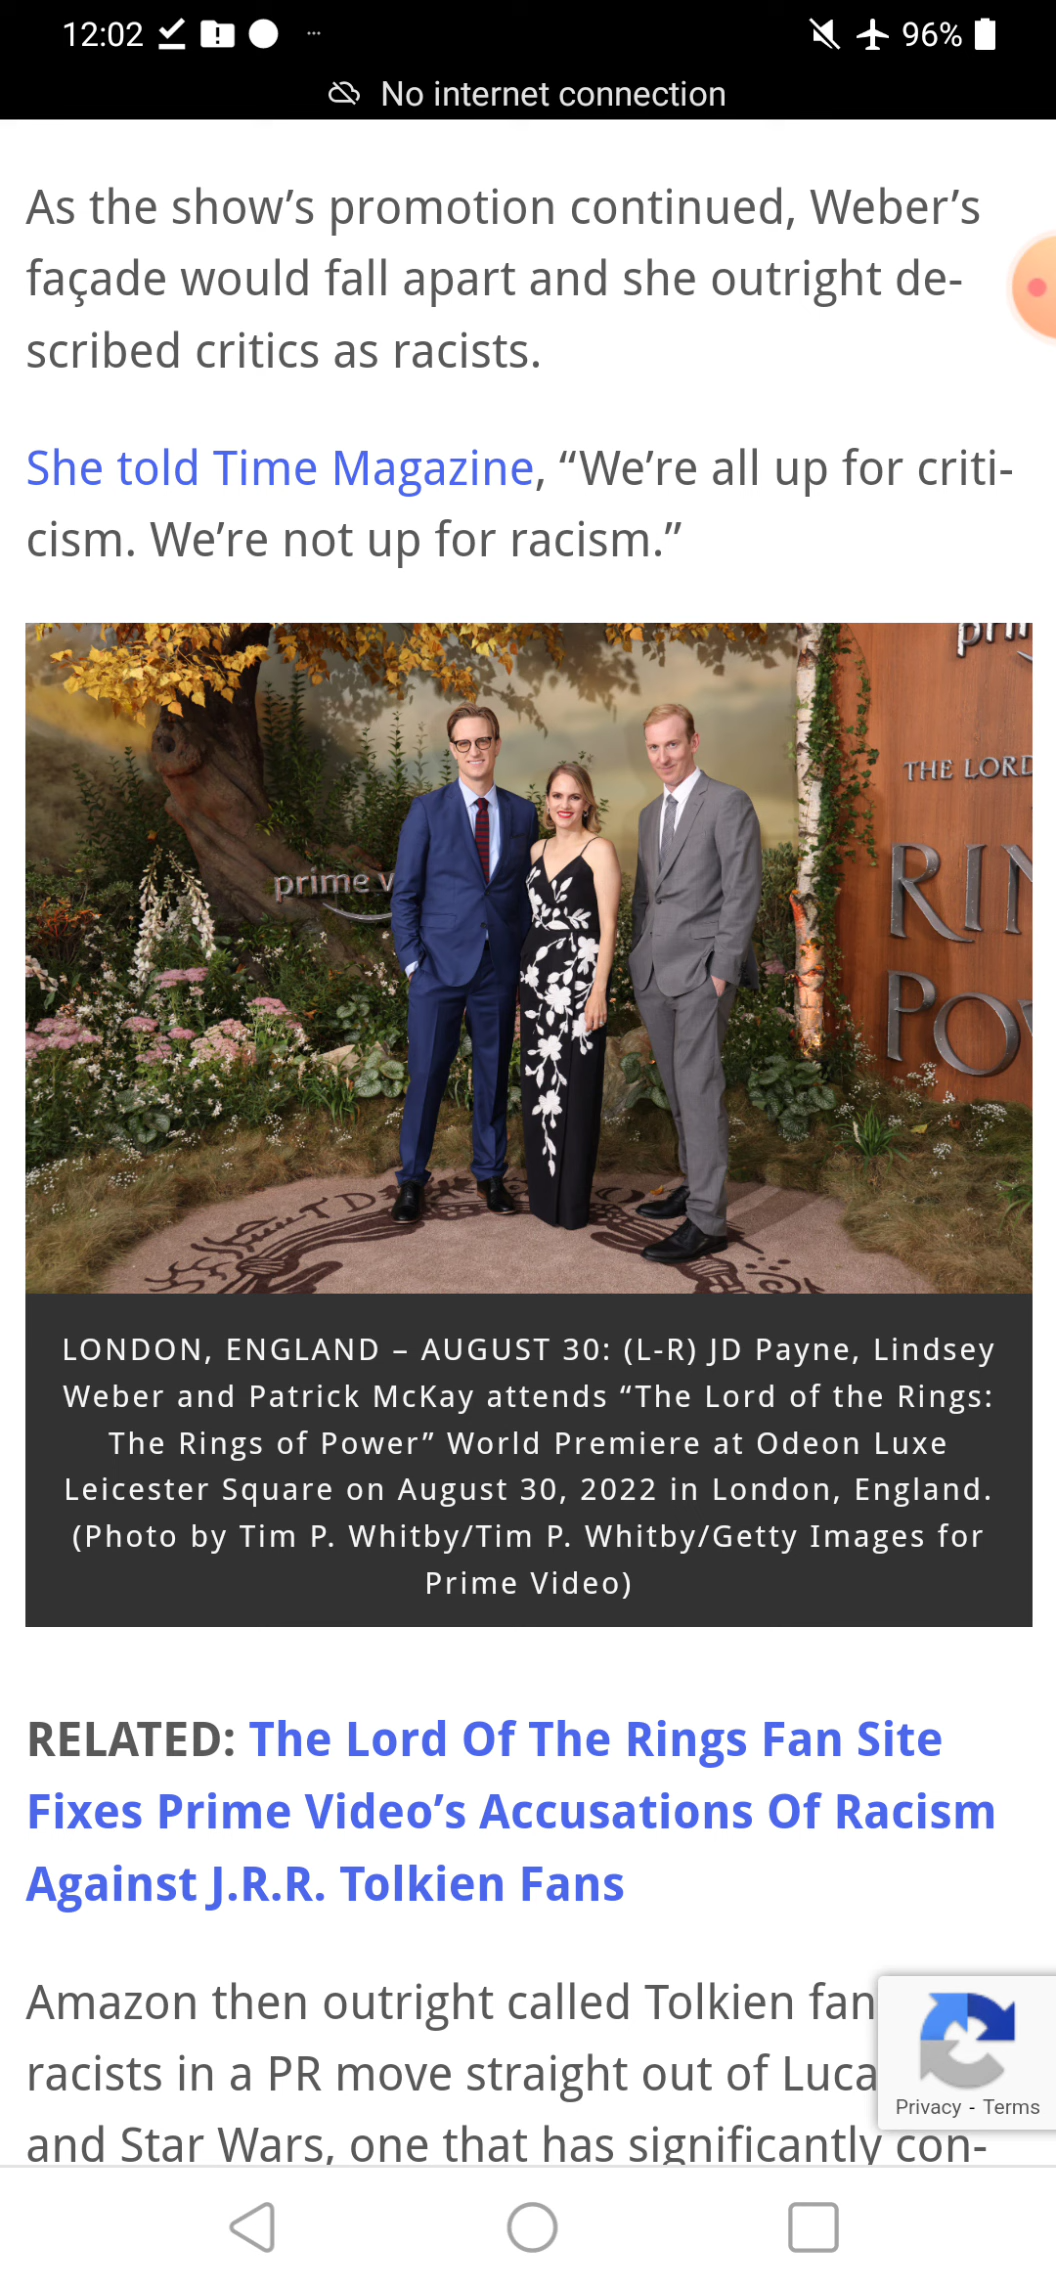 12:02
96%
No internet connection
As the show’s promotion continued, Weber’s
façade would fall apart and she outright de-
scribed critics as racists.
She told Time Magazine, “We’re all up for criti-
cism. We’re not up for racism.”
prime
THE LORD
RIN
PO
LONDON, ENGLAND – AUGUST 30: (L-R) JD Payne, Lindsey
Weber and Patrick McKay attends “The Lord of the Rings:
The Rings of Power” World Premiere at Odeon Luxe
Leicester Square on August 30, 2022 in London, England.
(Photo by Tim P. Whitby/Tim P. Whitby/Getty Images for
Prime Video)
RELATED: The Lord Of The Rings Fan Site
Fixes Prime Video’s Accusations Of Racism
Against J.R.R. Tolkien Fans
Amazon then outright called Tolkien fan
racists in a PR move straight out of Luca
and Star Wars, one that has significantly con-
Privacy - Terms